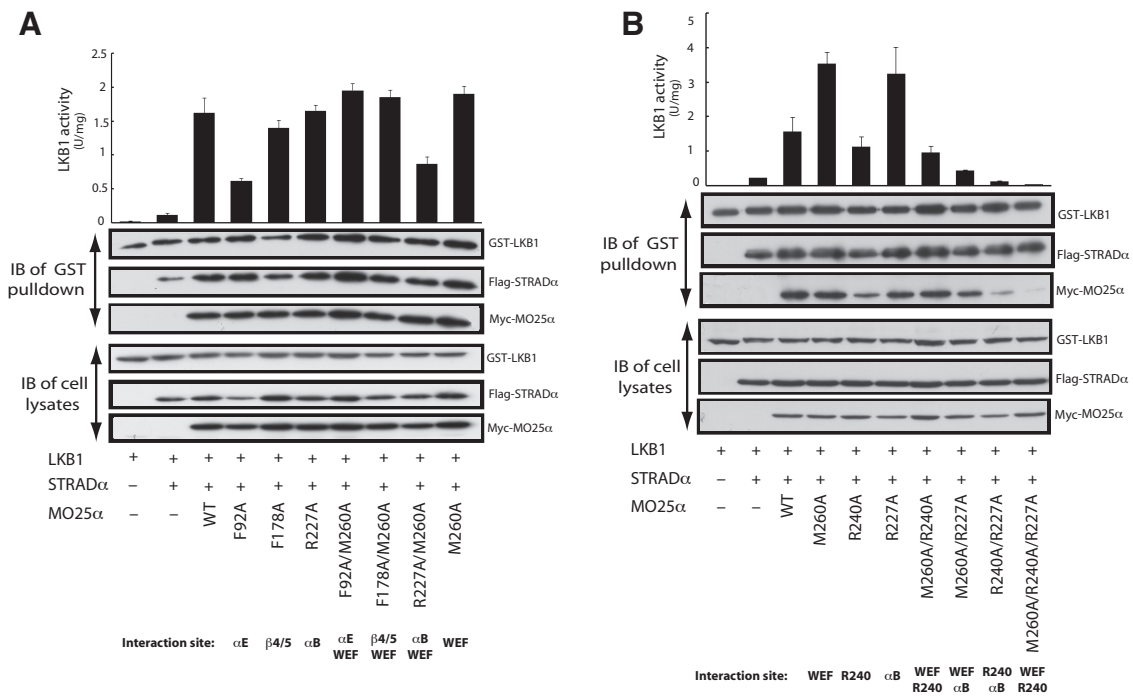 A
2.5
2
1.5
1
0.5
0
LKB1 activity
(U/mg)
IB of GST
pulldown
GST-LKB1
Flag-STRADα
Myc-MO25α
IB of cell
lysates
GST-LKB1
Flag-STRADα
Myc-MO25α
LKB1 + + + + + + + + + +
STRADα – + + + + + + + + +
MO25α – – WT F92A F178A R227A F92A/M260A F178A/M260A R227A/M260A M260A
Interaction site: αE β4/5 αB αE β4/5 αB WEF
WEF WEF WEF
B
5
4
3
2
1
0
LKB1 activity
(U/mg)
IB of GST
pulldown
GST-LKB1
Flag-STRADα
Myc-MO25α
IB of cell
lysates
GST-LKB1
Flag-STRADα
Myc-MO25α
LKB1 + + + + + + + + + +
STRADα – + + + + + + + + +
MO25α – – WT M260A R240A R227A M260A/R240A M260A/R227A R240A/R227A M260A/R240A/R227A
Interaction site: WEF R240 αB WEF WEF R240 WEF
R240 αB αB R240